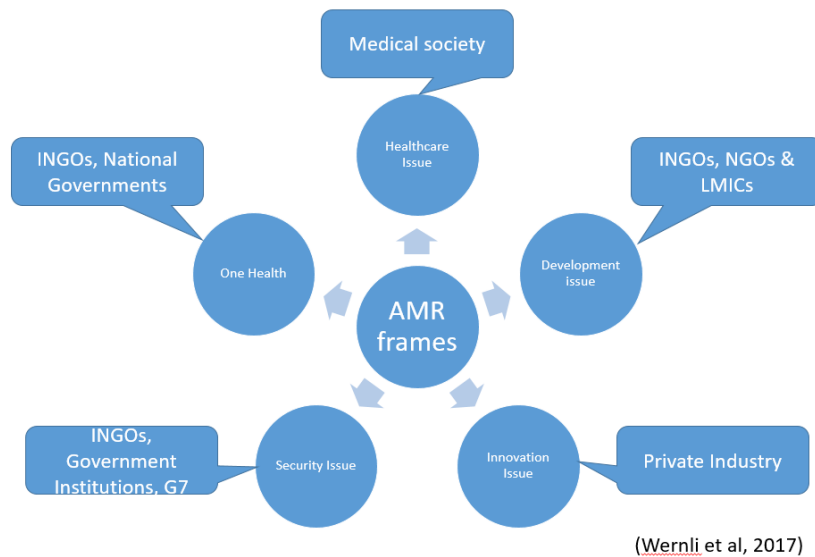 Medical society
Healthcare
Issue
INGOs, National
Governments
INGOs, NGOs &
LMICs
One Health
Development
issue
AMR
frames
INGOs,
Government
Institutions, G7
Security Issue
Innovation
Issue
Private Industry
(Wernli et al, 2017)